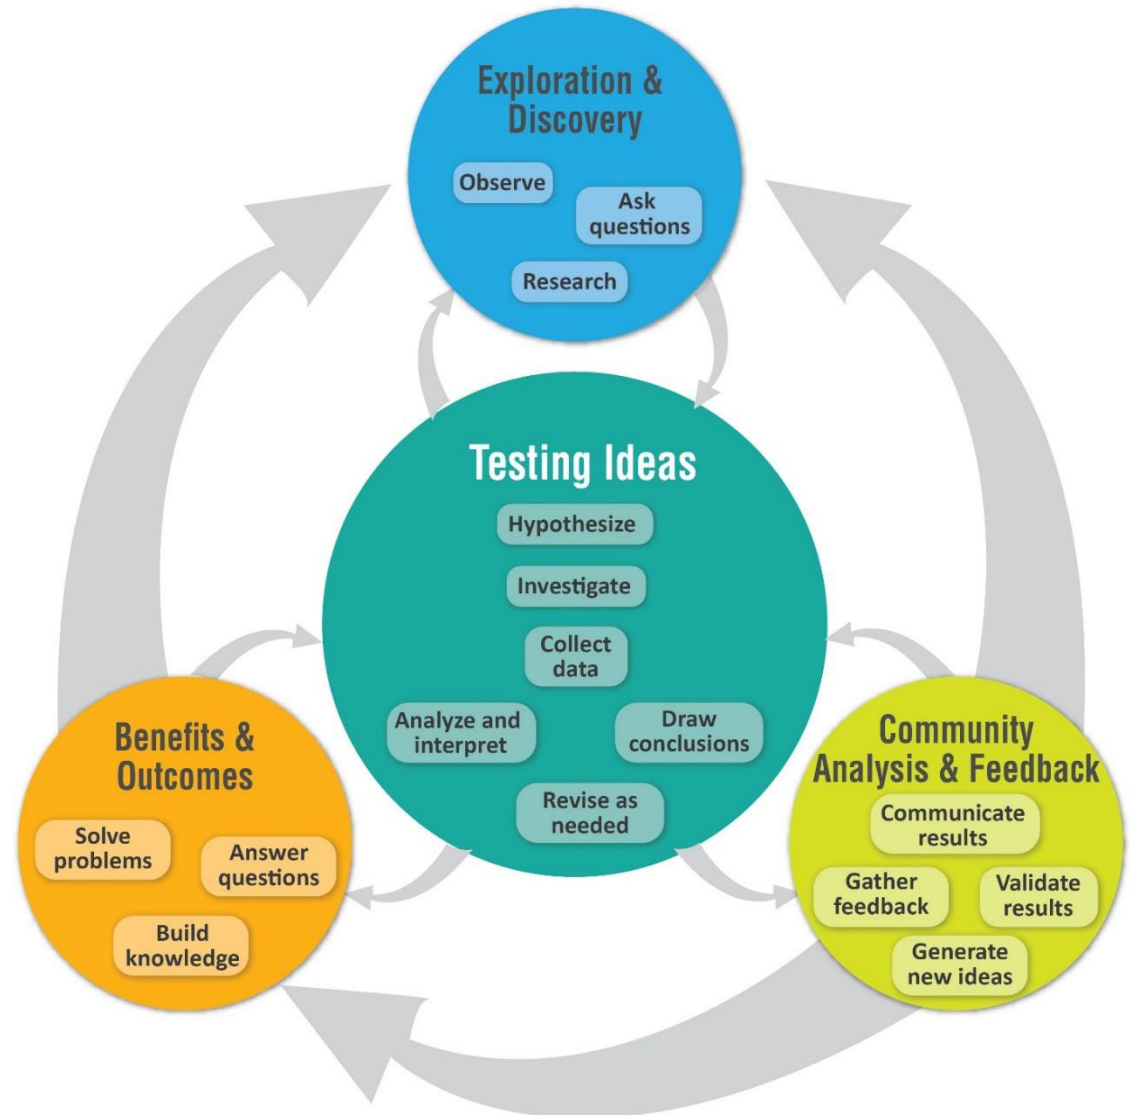 Exploration &
Discovery
Observe
Ask
questions
Research
Testing Ideas
Hypothesize
Investigate
Collect
data
Analyze and
interpret
Draw
conclusions
Revise as
needed
Benefits &
Outcomes
Solve
problems
Answer
questions
Build
knowledge
Community
Analysis & Feedback
Communicate
results
Gather
feedback
Validate
results
Generate
new ideas